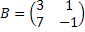 B = (3 1
7 −1)